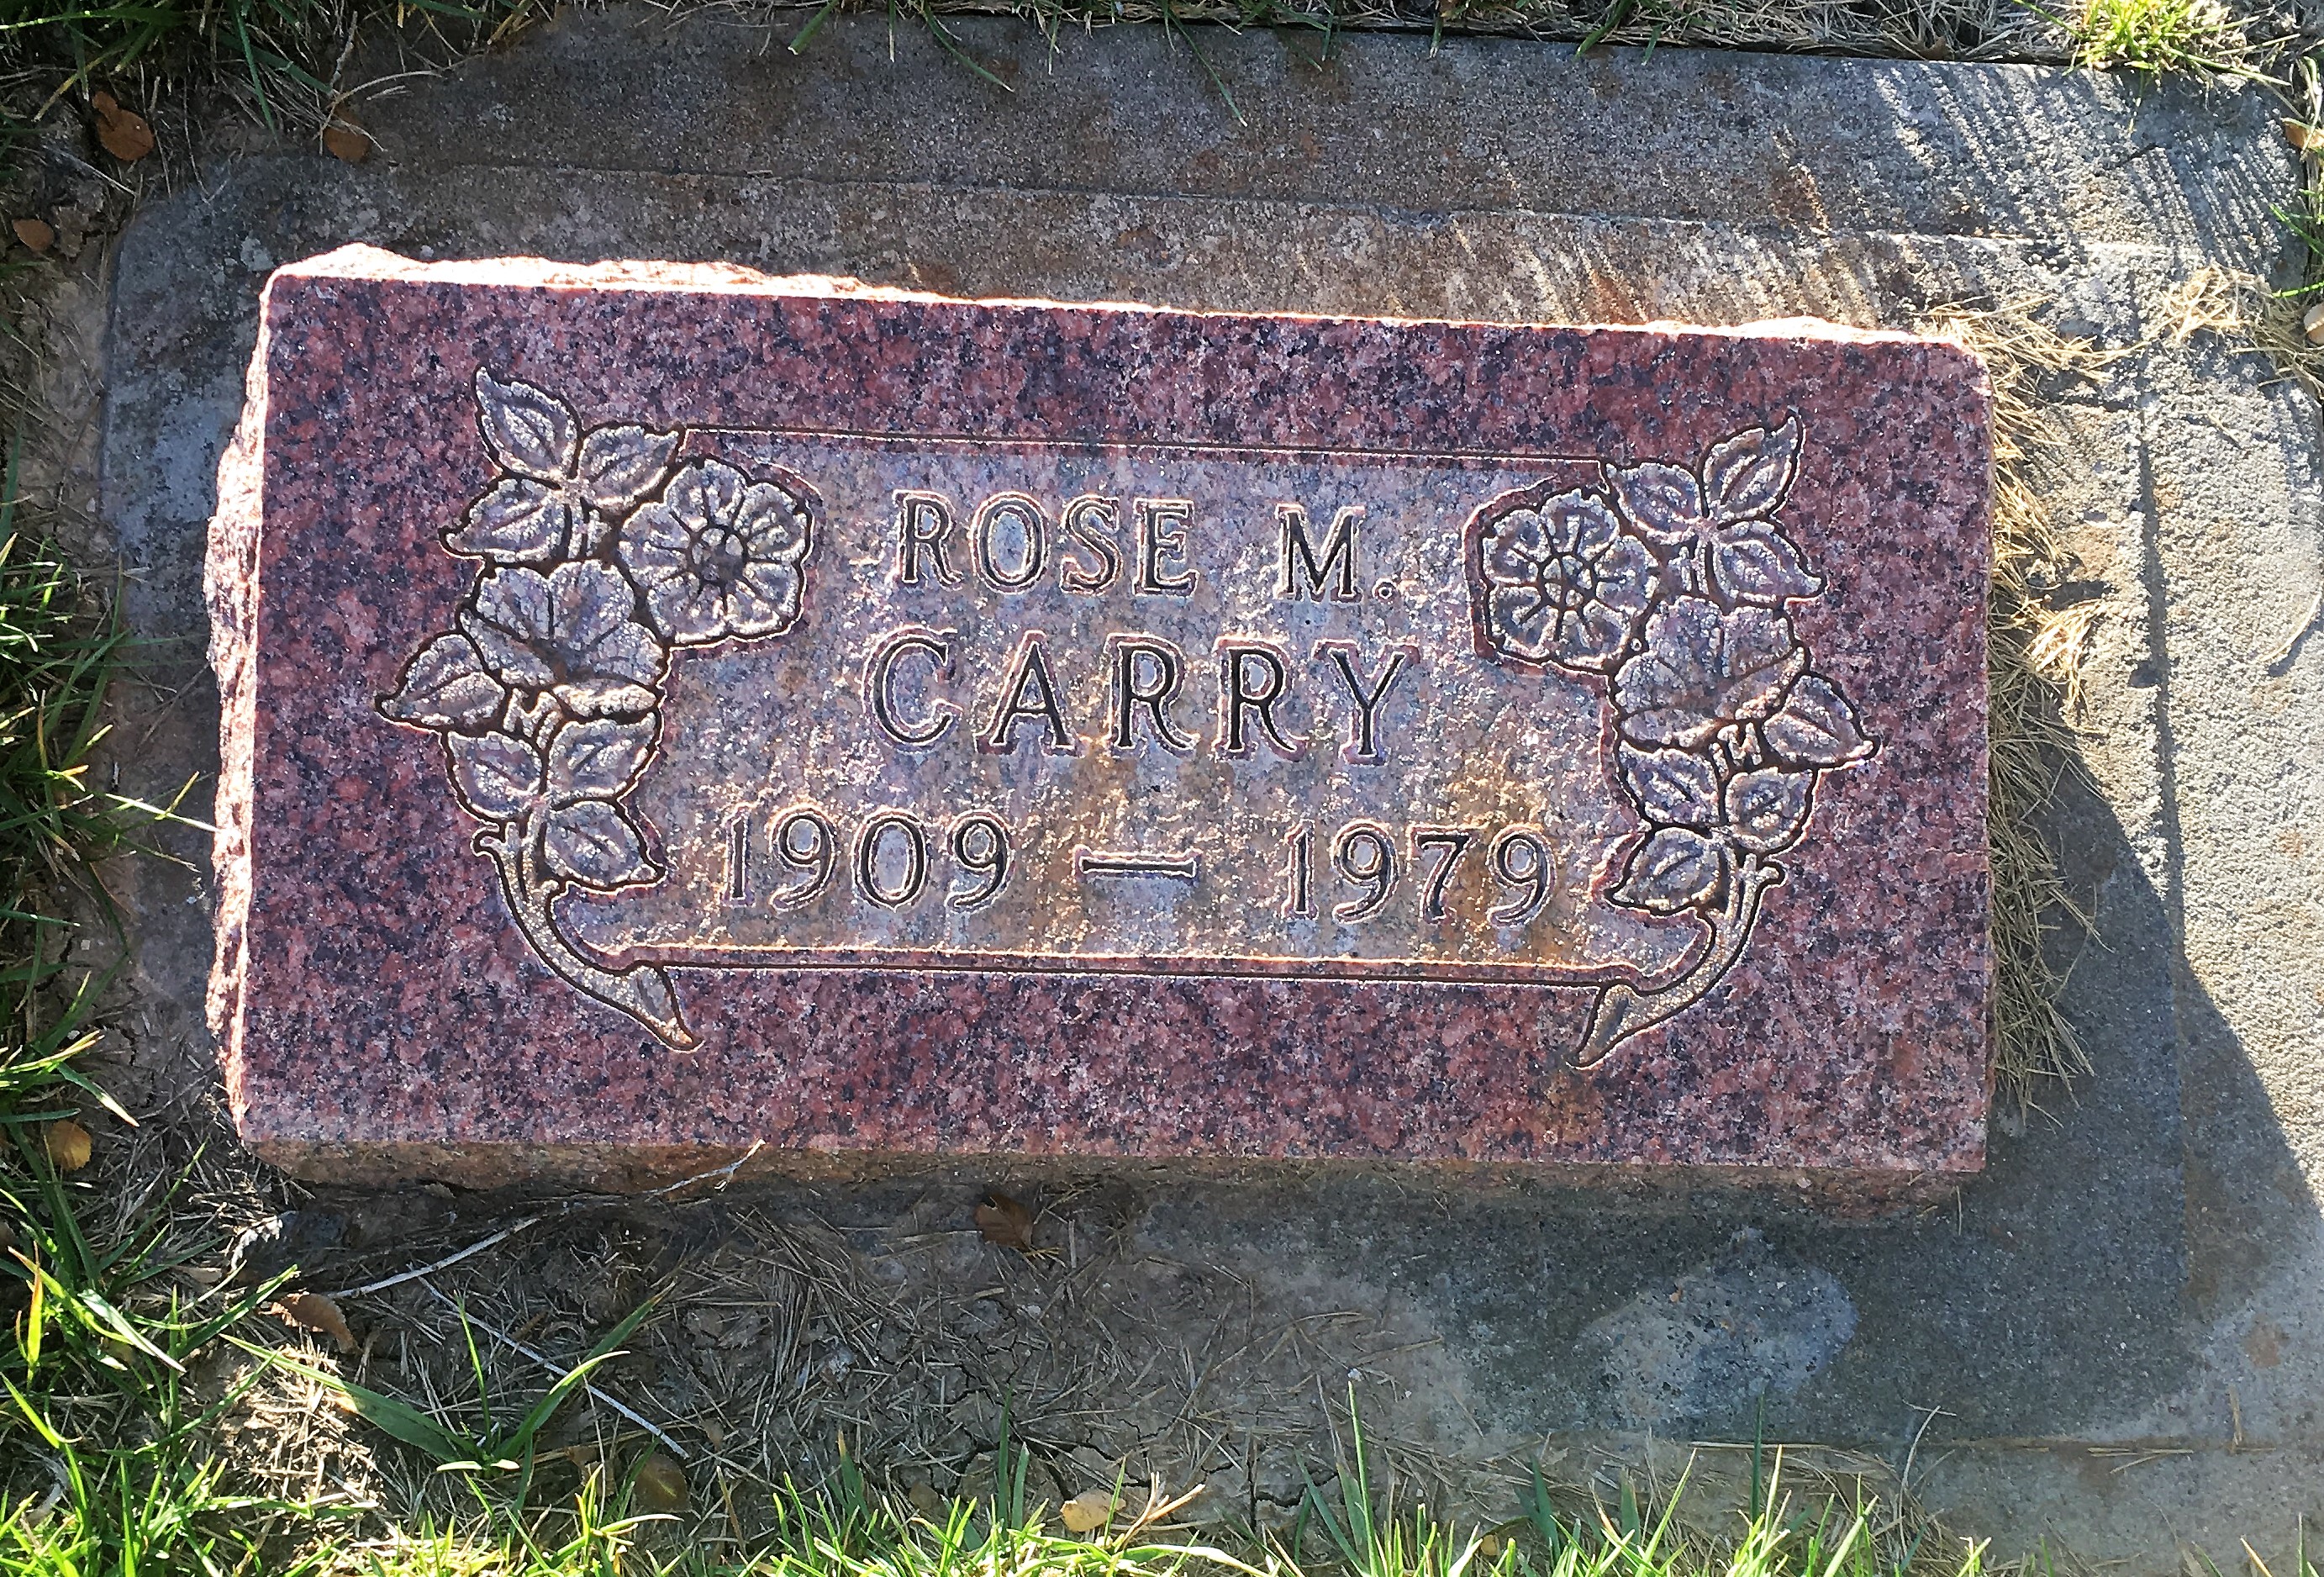 ROSE M.
CARRY
1909 — 1979